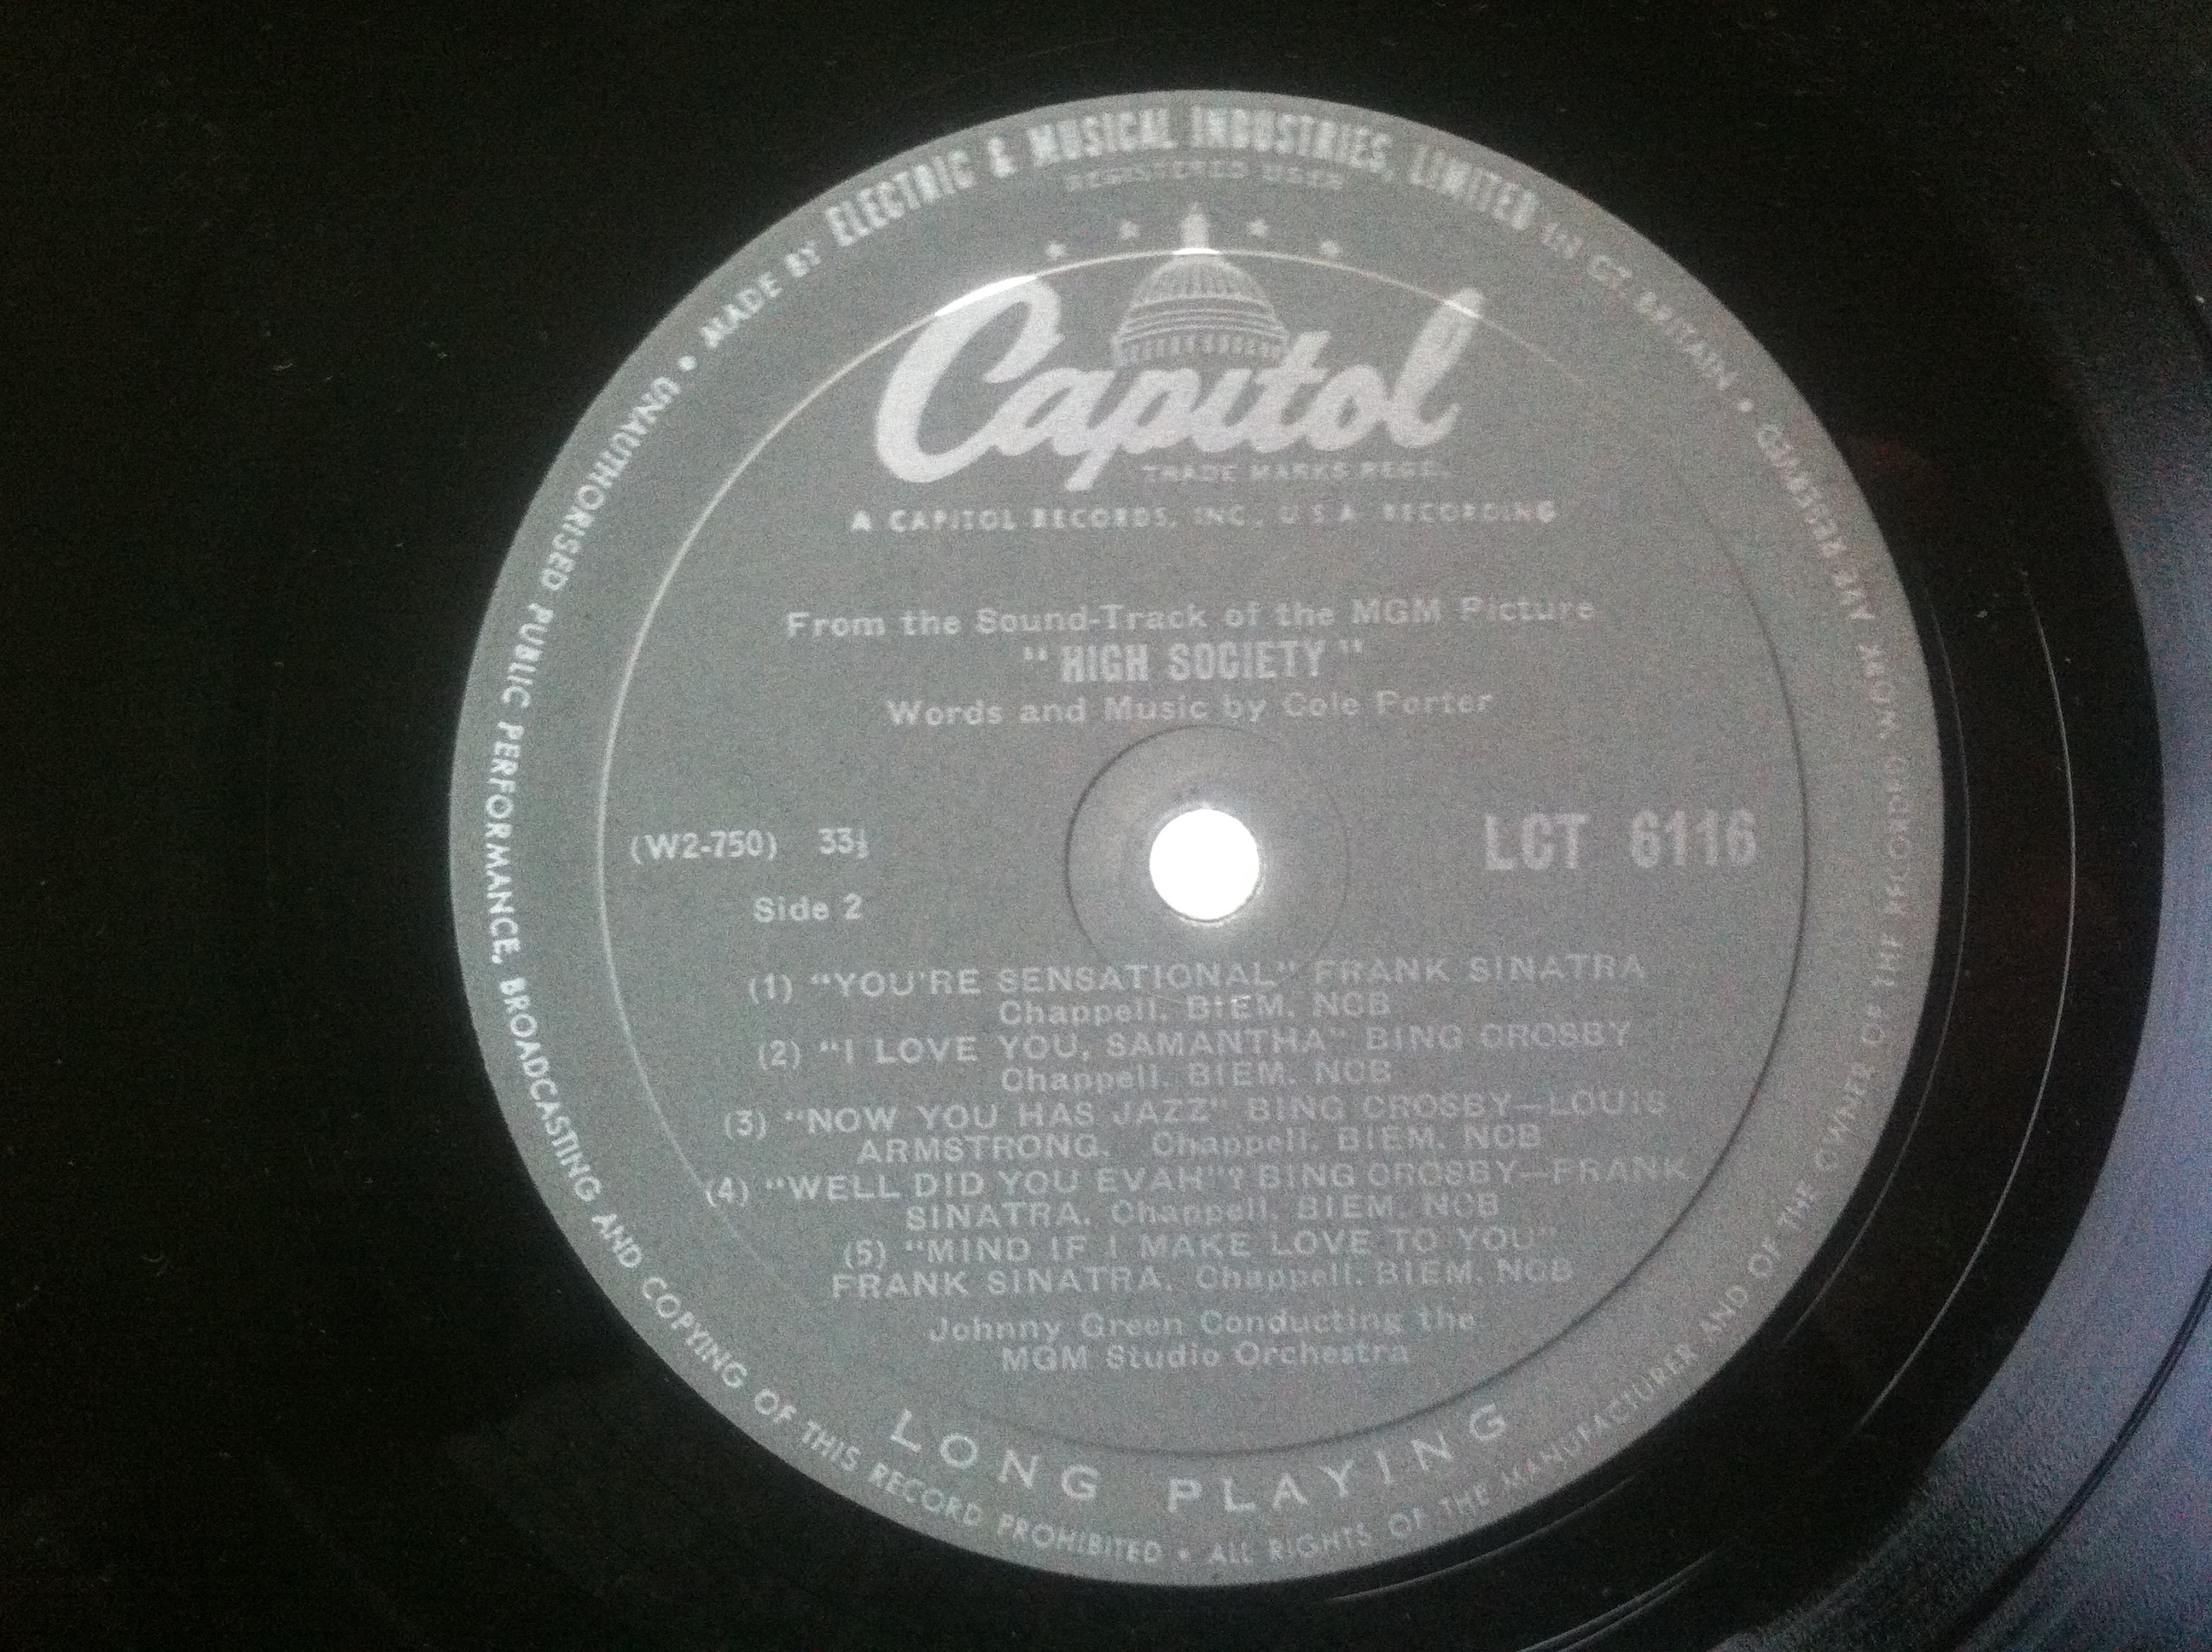 MADE BY ELECTRIC & MUSICAL INDUSTRIES, LIMITED IN GT. BRITAIN •
REGISTERED USER
Capitol
TRADE MARKS REGD.
A CAPITOL RECORDS, INC., U.S.A. RECORDING
From the Sound-Track of the MGM Picture
"HIGH SOCIETY"
Words and Music by Cole Porter
(W2-750) 33⅓
LCT 6116
Side 2
(1) "YOU'RE SENSATIONAL" FRANK SINATRA
Chappell. BIEM. NCB
(2) "I LOVE YOU, SAMANTHA" BING CROSBY
Chappell. BIEM. NCB
(3) "NOW YOU HAS JAZZ" BING CROSBY—LOUIS
ARMSTRONG. Chappell. BIEM. NCB
(4) "WELL DID YOU EVAH"? BING CROSBY—FRANK
SINATRA. Chappell. BIEM. NCB
(5) "MIND IF I MAKE LOVE TO YOU"
FRANK SINATRA. Chappell. BIEM. NCB
Johnny Green Conducting the
MGM Studio Orchestra
LONG PLAYING
ALL RIGHTS OF THE MANUFACTURER AND OF THE OWNER OF THE RECORDED WORK RESERVED •
UNAUTHORISED PUBLIC PERFORMANCE, BROADCASTING AND COPYING OF THIS RECORD PROHIBITED •